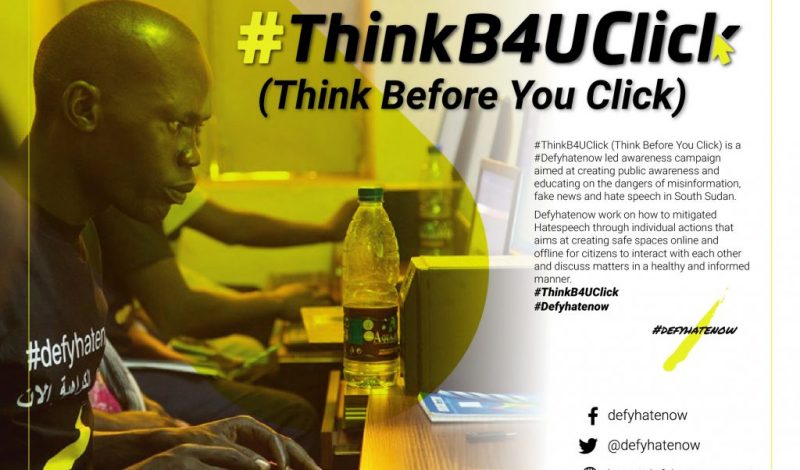 #ThinkB4UClick
(Think Before You Click)
#ThinkB4UClick (Think Before You Click) is a
#Defyhatenow led awareness campaign
aimed at creating public awareness and
educating on the dangers of misinformation,
fake news and hate speech in South Sudan.
Defyhatenow work on how to mitigated
Hatespeech through individual actions that
aims at creating safe spaces online and
offline for citizens to interact with each other
and discuss matters in a healthy and informed
manner.
#ThinkB4UClick
#Defyhatenow
#DEFYHATENOW
#defyhaten
الكراهية الآن
defyhatenow
@defyhatenow